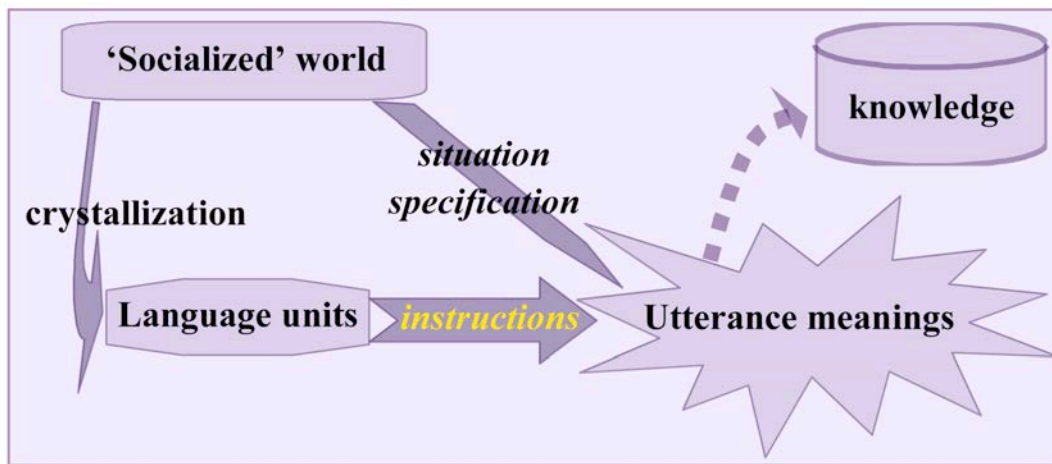 ‘Socialized’ world
knowledge
situation
specification
crystallization
Language units
instructions
Utterance meanings